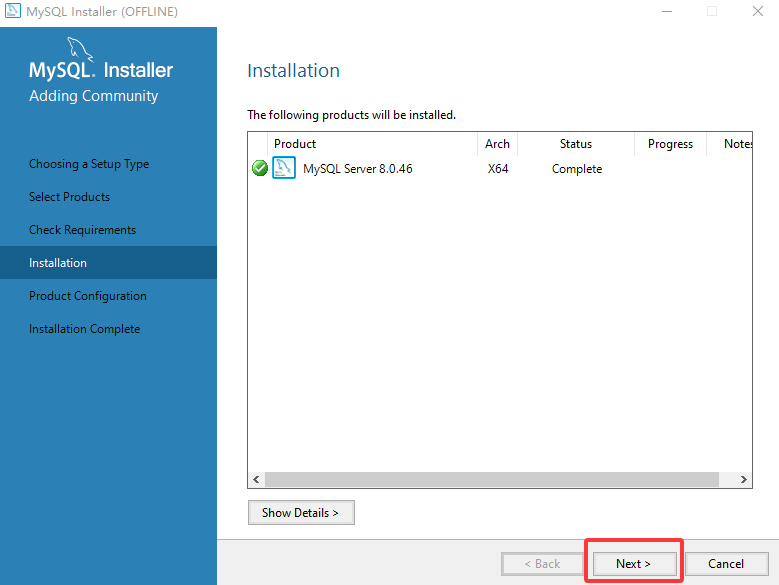 MySQL Installer (OFFLINE)
MySQL. Installer
Adding Community
Choosing a Setup Type
Select Products
Check Requirements
Installation
Product Configuration
Installation Complete
Installation
The following products will be installed.
Product Arch Status Progress Notes
MySQL Server 8.0.46 X64 Complete
Show Details >
< Back Next > Cancel